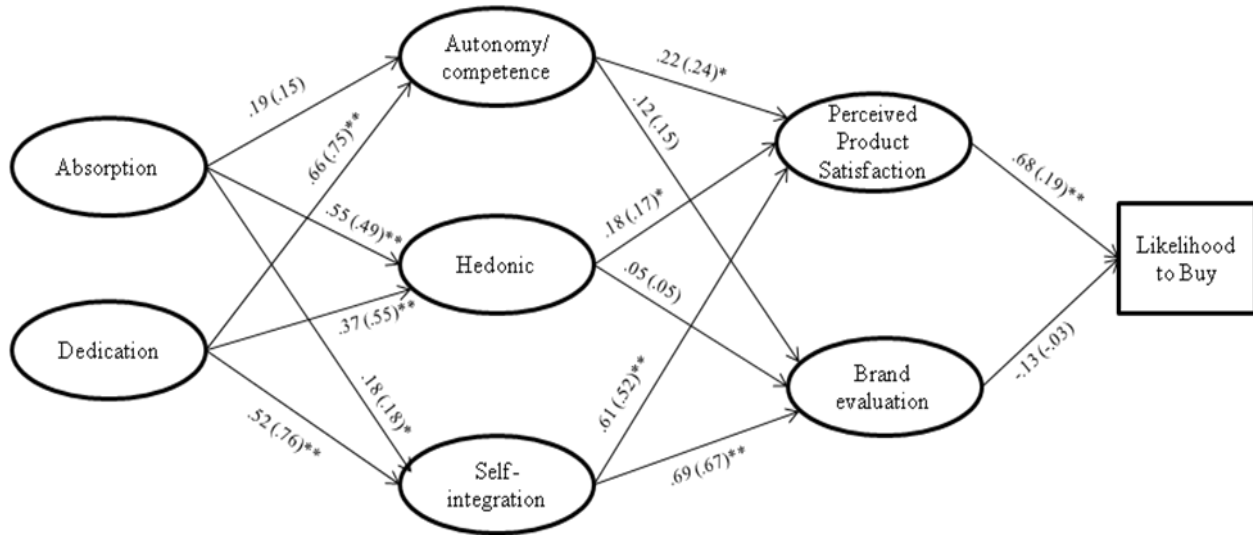 Autonomy/
competence
.22 (.24)*
.19 (.15)
.12 (.15)
Perceived
Product
Satisfaction
Absorption
.66 (.75)**
.68 (.19)**
.55 (.49)**
.18 (.17)*
Hedonic
Likelihood
to Buy
.05 (.05)
.37 (.55)**
Dedication
.18 (.18)*
.61 (.52)**
Brand
evaluation
-.13 (-.03)
.52 (.76)**
.69 (.67)**
Self-
integration